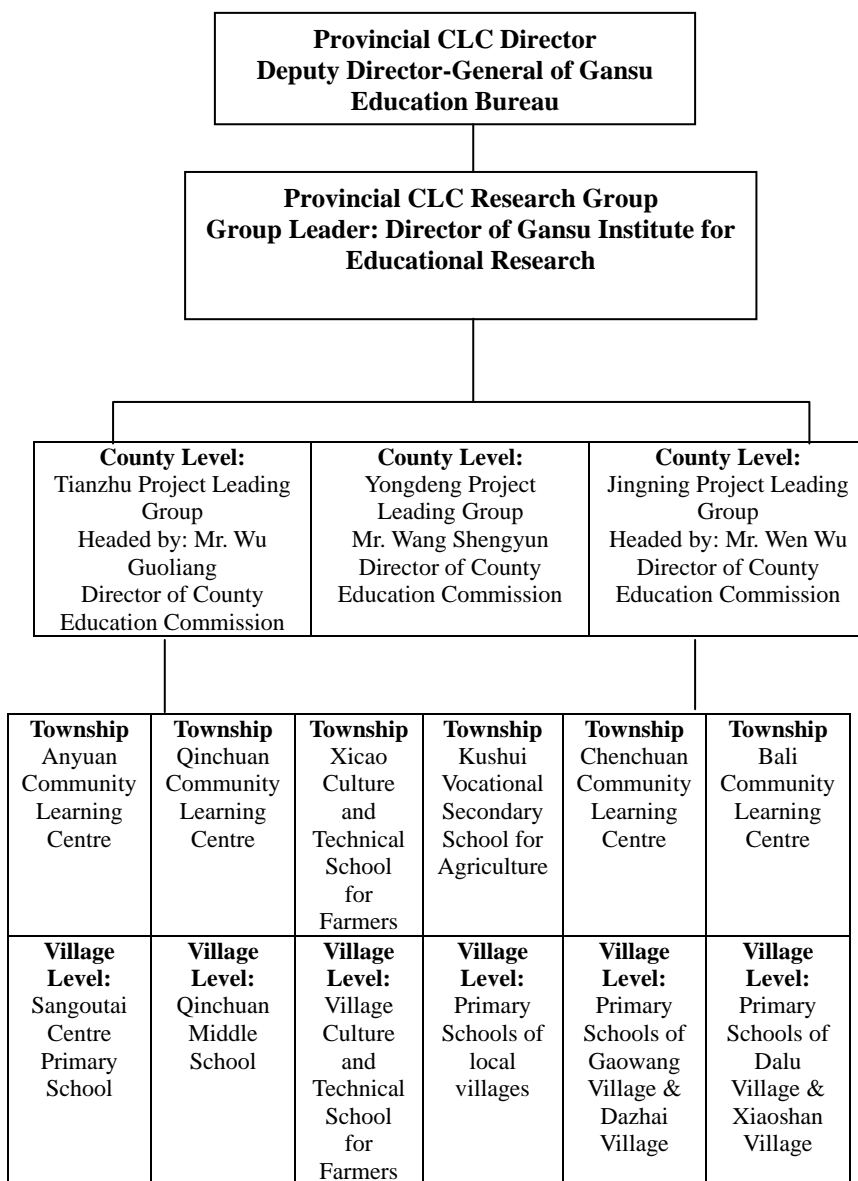 Provincial CLC Director
Deputy Director-General of Gansu
Education Bureau
Provincial CLC Research Group
Group Leader: Director of Gansu Institute for
Educational Research
County Level:
Tianzhu Project Leading
Group
Headed by: Mr. Wu
Guoliang
Director of County
Education Commission
County Level:
Yongdeng Project
Leading Group
Mr. Wang Shengyun
Director of County
Education Commission
County Level:
Jingning Project Leading
Group
Headed by: Mr. Wen Wu
Director of County
Education Commission
Township
Anyuan
Community
Learning
Centre
Township
Qinchuan
Community
Learning
Centre
Township
Xicao
Culture
and
Technical
School
for
Farmers
Township
Kushui
Vocational
Secondary
School for
Agriculture
Township
Chenchuan
Community
Learning
Centre
Township
Bali
Community
Learning
Centre
Village
Level:
Sangoutai
Centre
Primary
School
Village
Level:
Qinchuan
Middle
School
Village
Level:
Village
Culture
and
Technical
School
for
Farmers
Village
Level:
Primary
Schools of
local
villages
Village
Level:
Primary
Schools of
Gaowang
Village &
Dazhai
Village
Village
Level:
Primary
Schools of
Dalu
Village &
Xiaoshan
Village